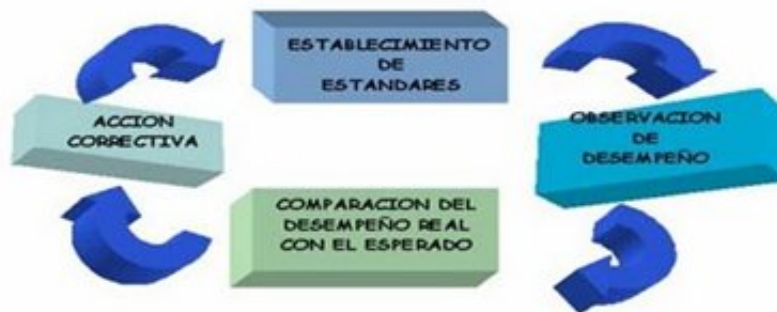 ESTABLECIMIENTO
DE
ESTANDARES
ACCION
CORRECTIVA
OBSERVACION
DE
DESEMPEÑO
COMPARACION DEL
DESEMPEÑO REAL
CON EL ESPERADO